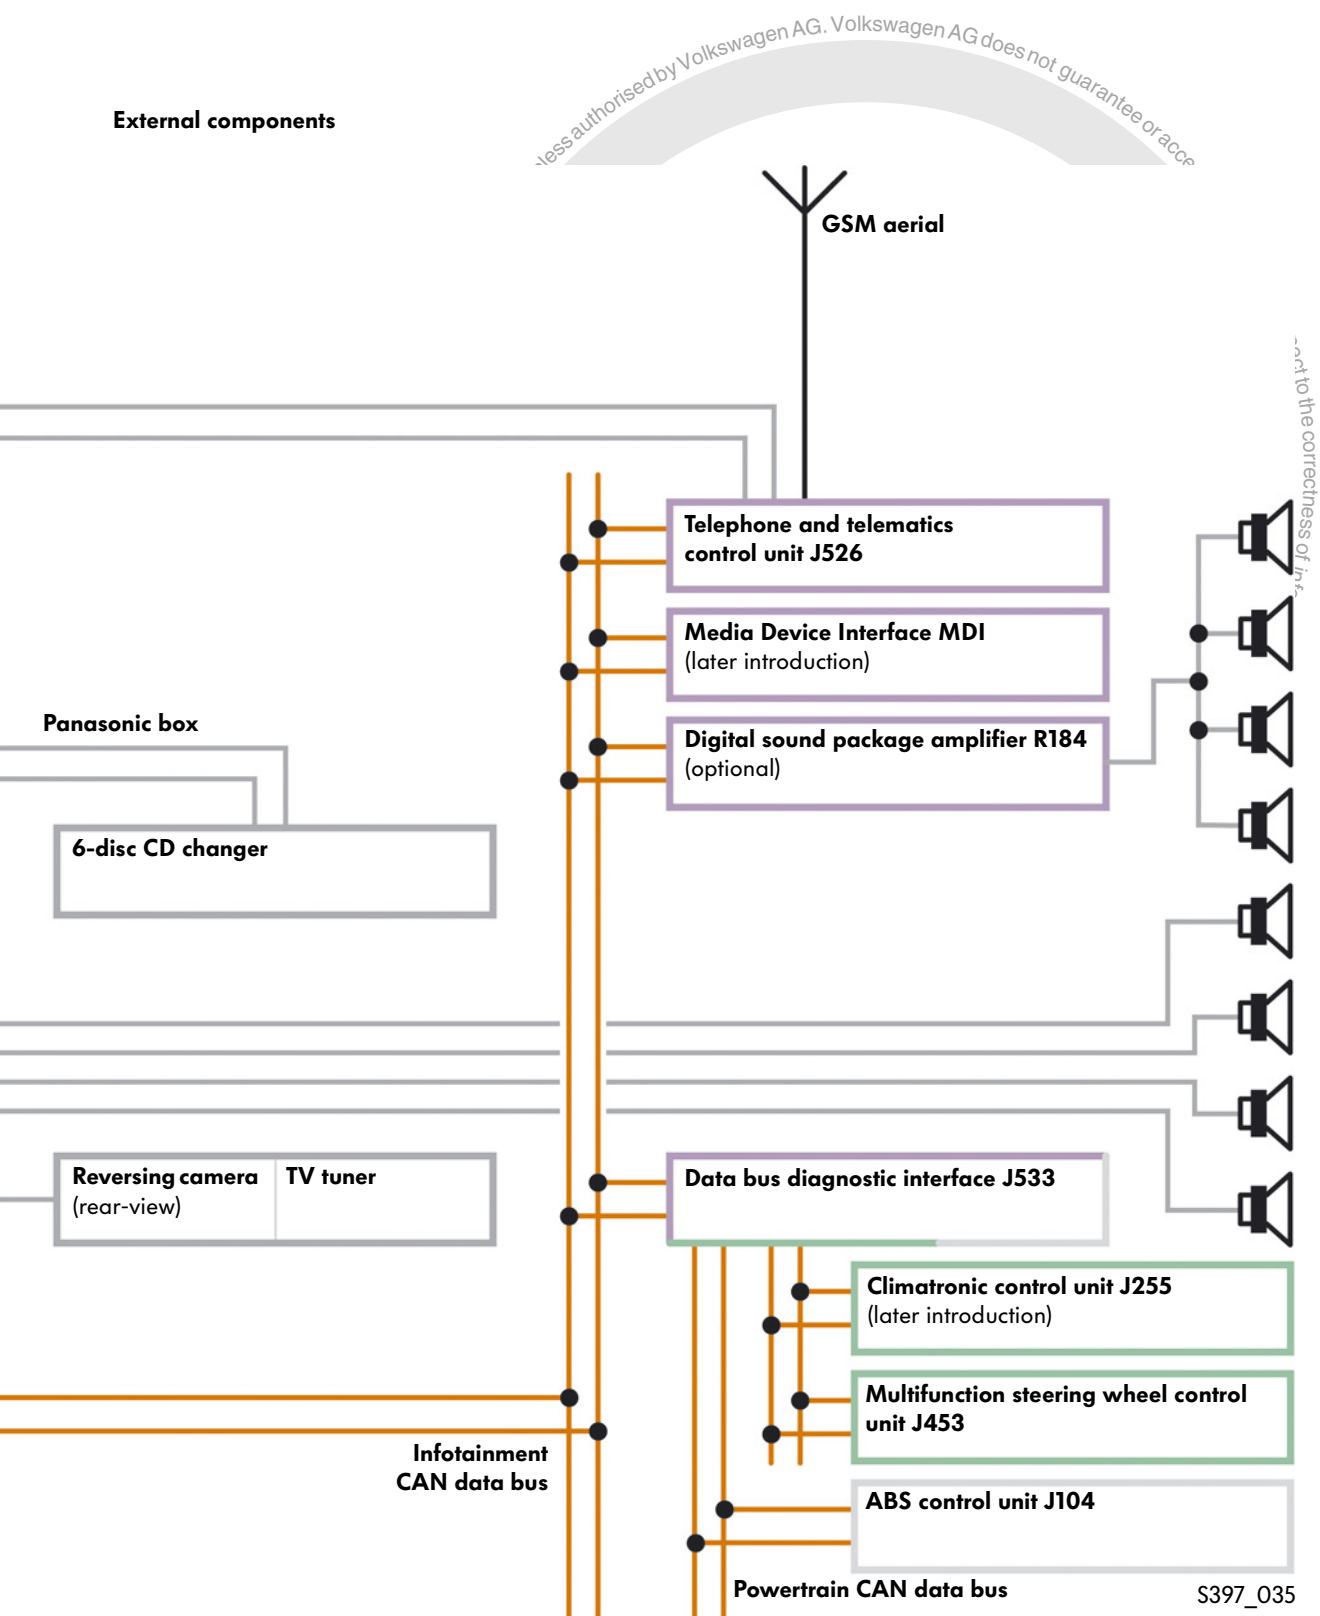 less authorised by Volkswagen AG. Volkswagen AG does not guarantee or acce
External components
GSM aerial
pect to the correctness of inf
Telephone and telematics
control unit J526
Media Device Interface MDI
(later introduction)
Panasonic box
Digital sound package amplifier R184
(optional)
6-disc CD changer
Reversing camera
(rear-view)
TV tuner
Data bus diagnostic interface J533
Climatronic control unit J255
(later introduction)
Multifunction steering wheel control
unit J453
Infotainment
CAN data bus
ABS control unit J104
Powertrain CAN data bus
S397_035